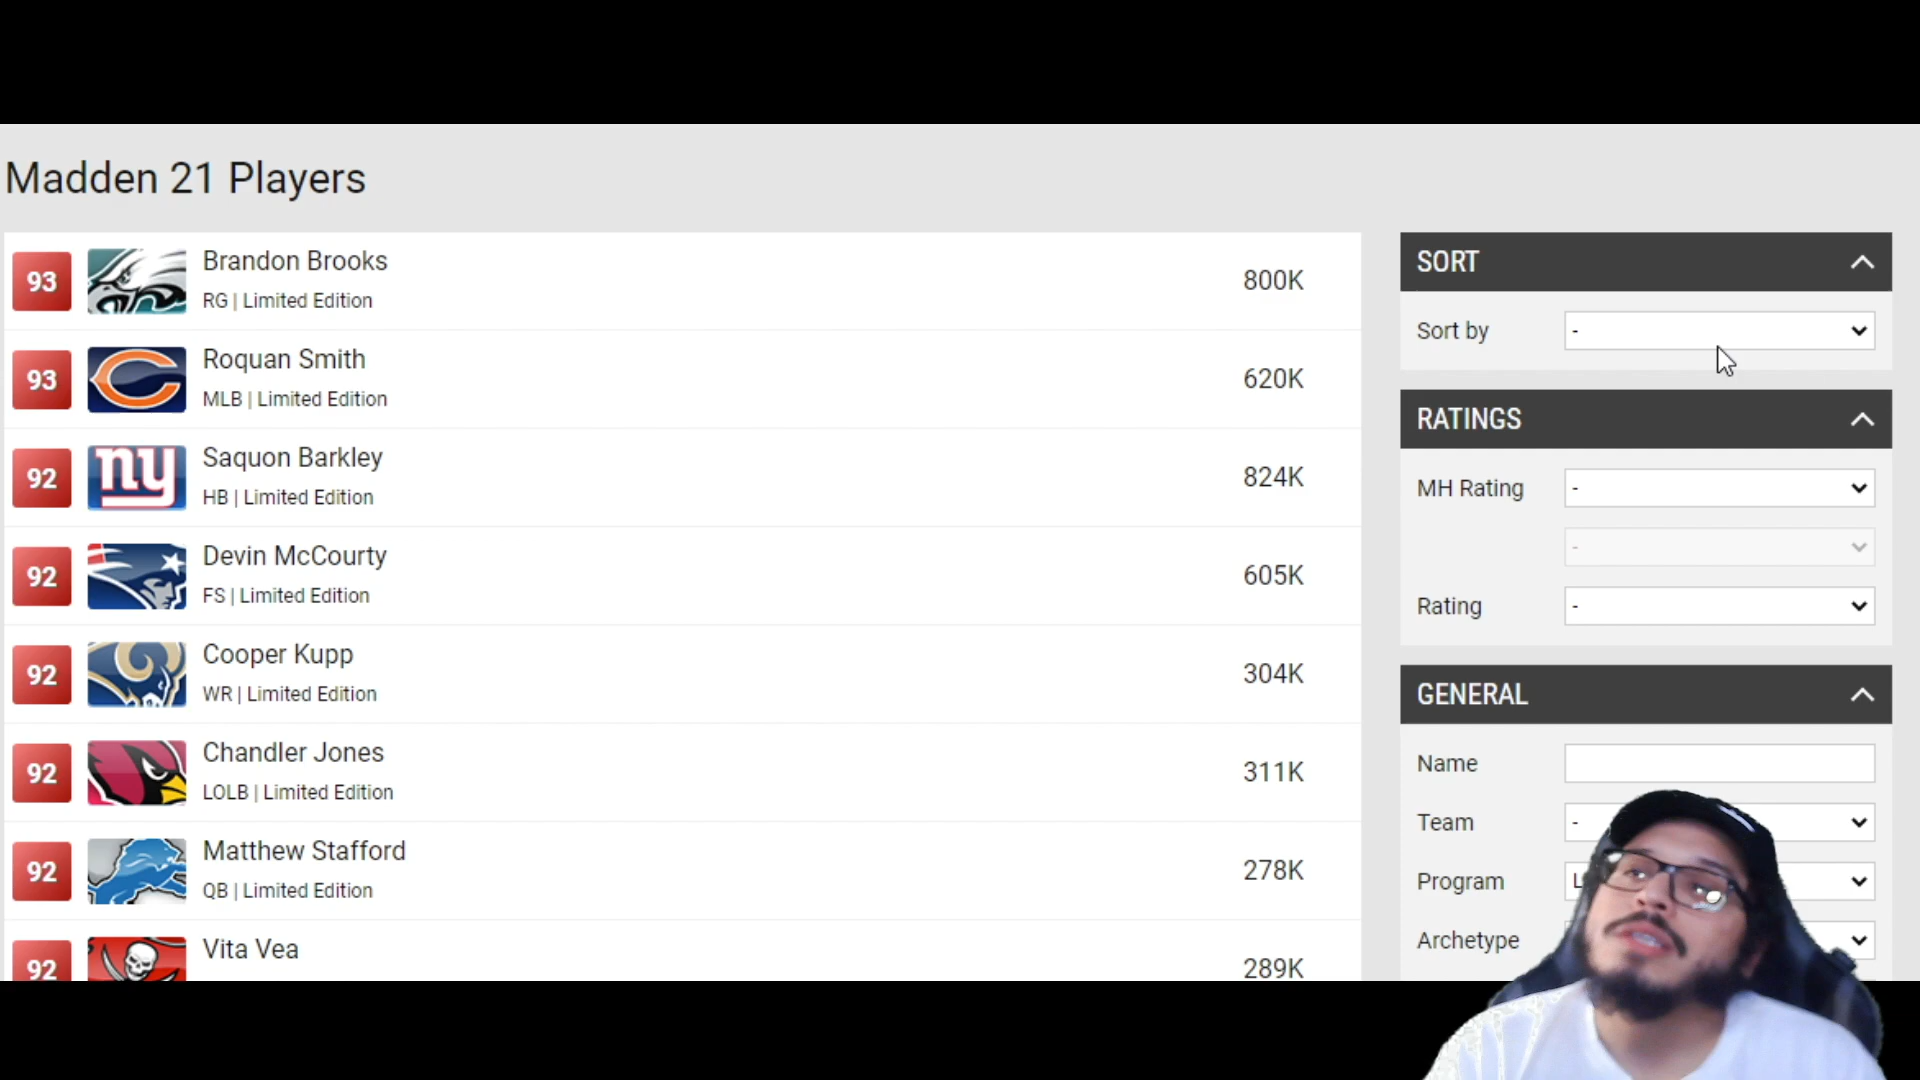 Madden 21 Players
93
Brandon Brooks
RG | Limited Edition
800K
93
Roquan Smith
MLB | Limited Edition
620K
92
ny
Saquon Barkley
HB | Limited Edition
824K
92
Devin McCourty
FS | Limited Edition
605K
92
Cooper Kupp
WR | Limited Edition
304K
92
Chandler Jones
LOLB | Limited Edition
311K
92
Matthew Stafford
QB | Limited Edition
278K
92
Vita Vea
289K
SORT
Sort by -
RATINGS
MH Rating -
-
Rating -
GENERAL
Name
Team -
Program
Archetype